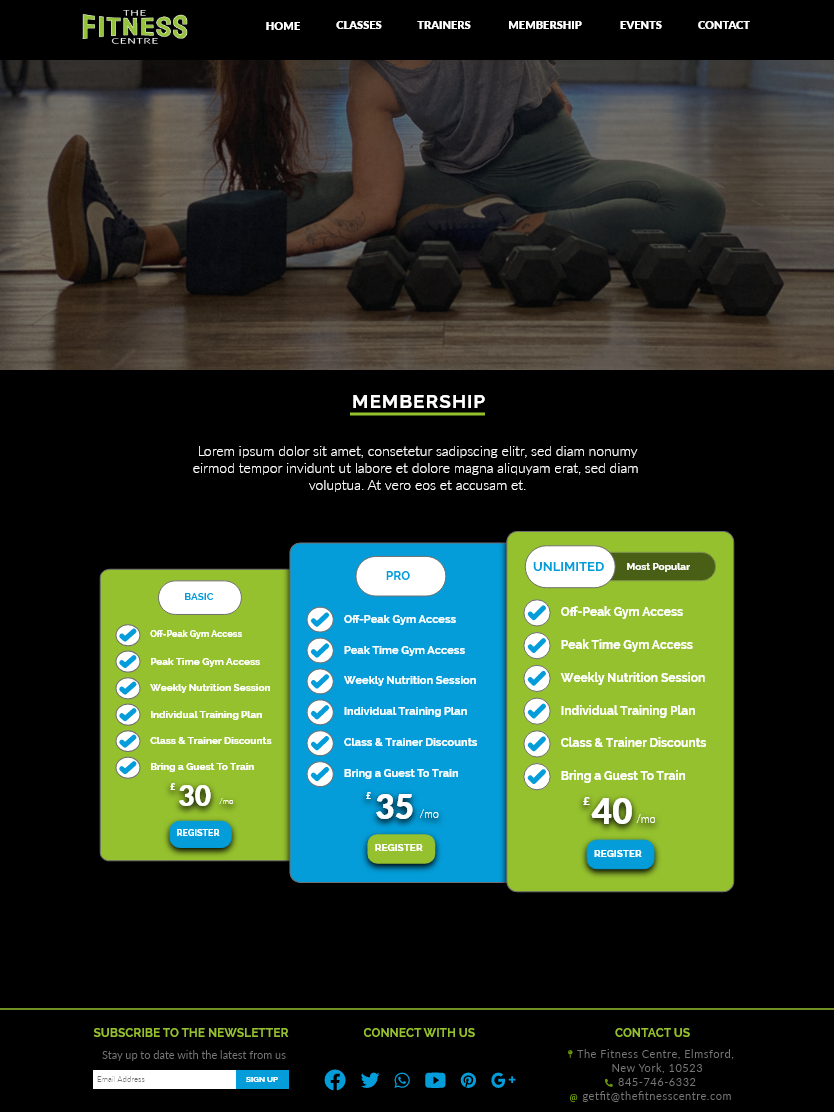 THE
FITNESS
CENTRE
HOME
CLASSES
TRAINERS
MEMBERSHIP
EVENTS
CONTACT
MEMBERSHIP
Lorem ipsum dolor sit amet, consetetur sadipscing elitr, sed diam nonumy
eirmod tempor invidunt ut labore et dolore magna aliquyam erat, sed diam
voluptua. At vero eos et accusam et.
BASIC
Off-Peak Gym Access
Peak Time Gym Access
Weekly Nutrition Session
Individual Training Plan
Class & Trainer Discounts
Bring a Guest To Train
£ 30 /mo
REGISTER
PRO
Off-Peak Gym Access
Peak Time Gym Access
Weekly Nutrition Session
Individual Training Plan
Class & Trainer Discounts
Bring a Guest To Train
£ 35 /mo
REGISTER
UNLIMITED Most Popular
Off-Peak Gym Access
Peak Time Gym Access
Weekly Nutrition Session
Individual Training Plan
Class & Trainer Discounts
Bring a Guest To Train
£ 40 /mo
REGISTER
SUBSCRIBE TO THE NEWSLETTER
Stay up to date with the latest from us
Email Address
SIGN UP
CONNECT WITH US
CONTACT US
The Fitness Centre, Elmsford,
New York, 10523
845-746-6332
@ getfit@thefitnesscentre.com